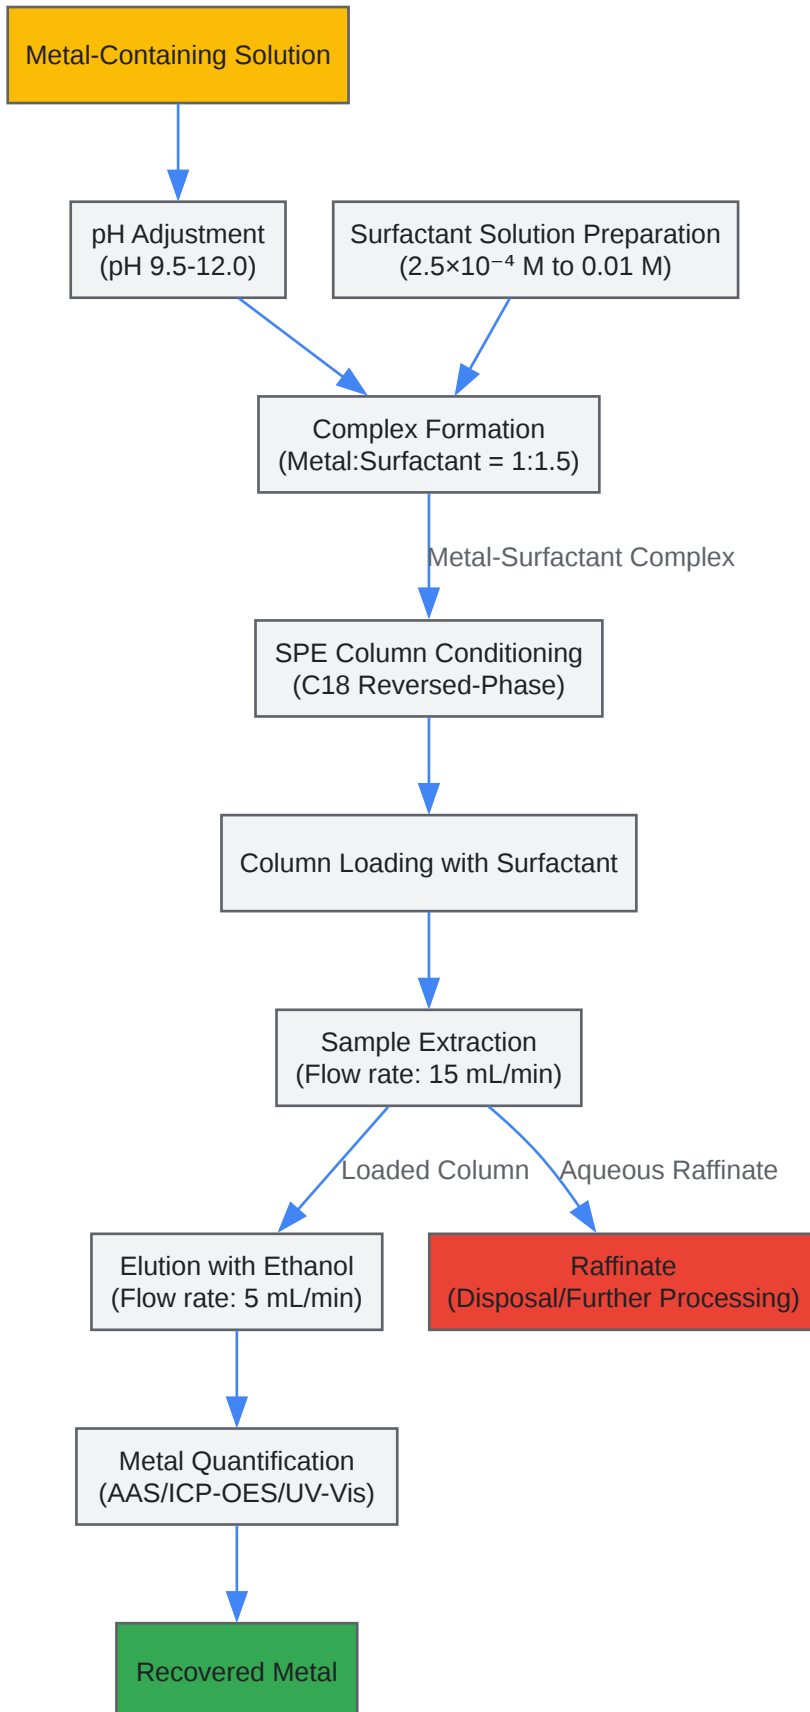 Metal-Containing Solution
pH Adjustment
(pH 9.5-12.0)
Surfactant Solution Preparation
(2.5×10⁻⁴ M to 0.01 M)
Complex Formation
(Metal:Surfactant = 1:1.5)
Metal-Surfactant Complex
SPE Column Conditioning
(C18 Reversed-Phase)
Column Loading with Surfactant
Sample Extraction
(Flow rate: 15 mL/min)
Loaded Column
Aqueous Raffinate
Elution with Ethanol
(Flow rate: 5 mL/min)
Raffinate
(Disposal/Further Processing)
Metal Quantification
(AAS/ICP-OES/UV-Vis)
Recovered Metal